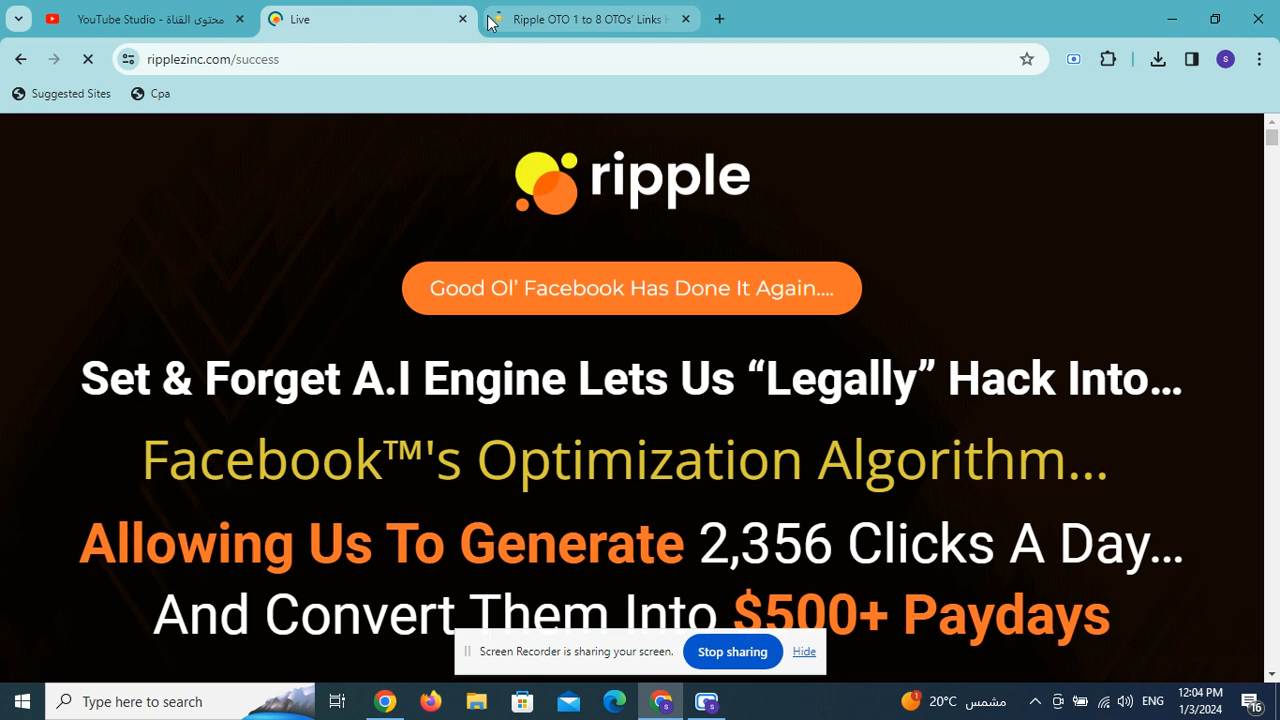 YouTube Studio - محتوى القناة
Live
Ripple OTO 1 to 8 OTOs' Links
ripplezinc.com/success
Suggested Sites
Cpa
S
ripple
Good Ol' Facebook Has Done It Again....
Set & Forget A.I Engine Lets Us “Legally” Hack Into...
Facebook™'s Optimization Algorithm...
Allowing Us To Generate 2,356 Clicks A Day...
And Convert Them Into $500+ Paydays
Screen Recorder is sharing your screen.
Stop sharing
Hide
Type here to search
1
20°C مشمس
ENG
12:04 PM
1/3/2024
16